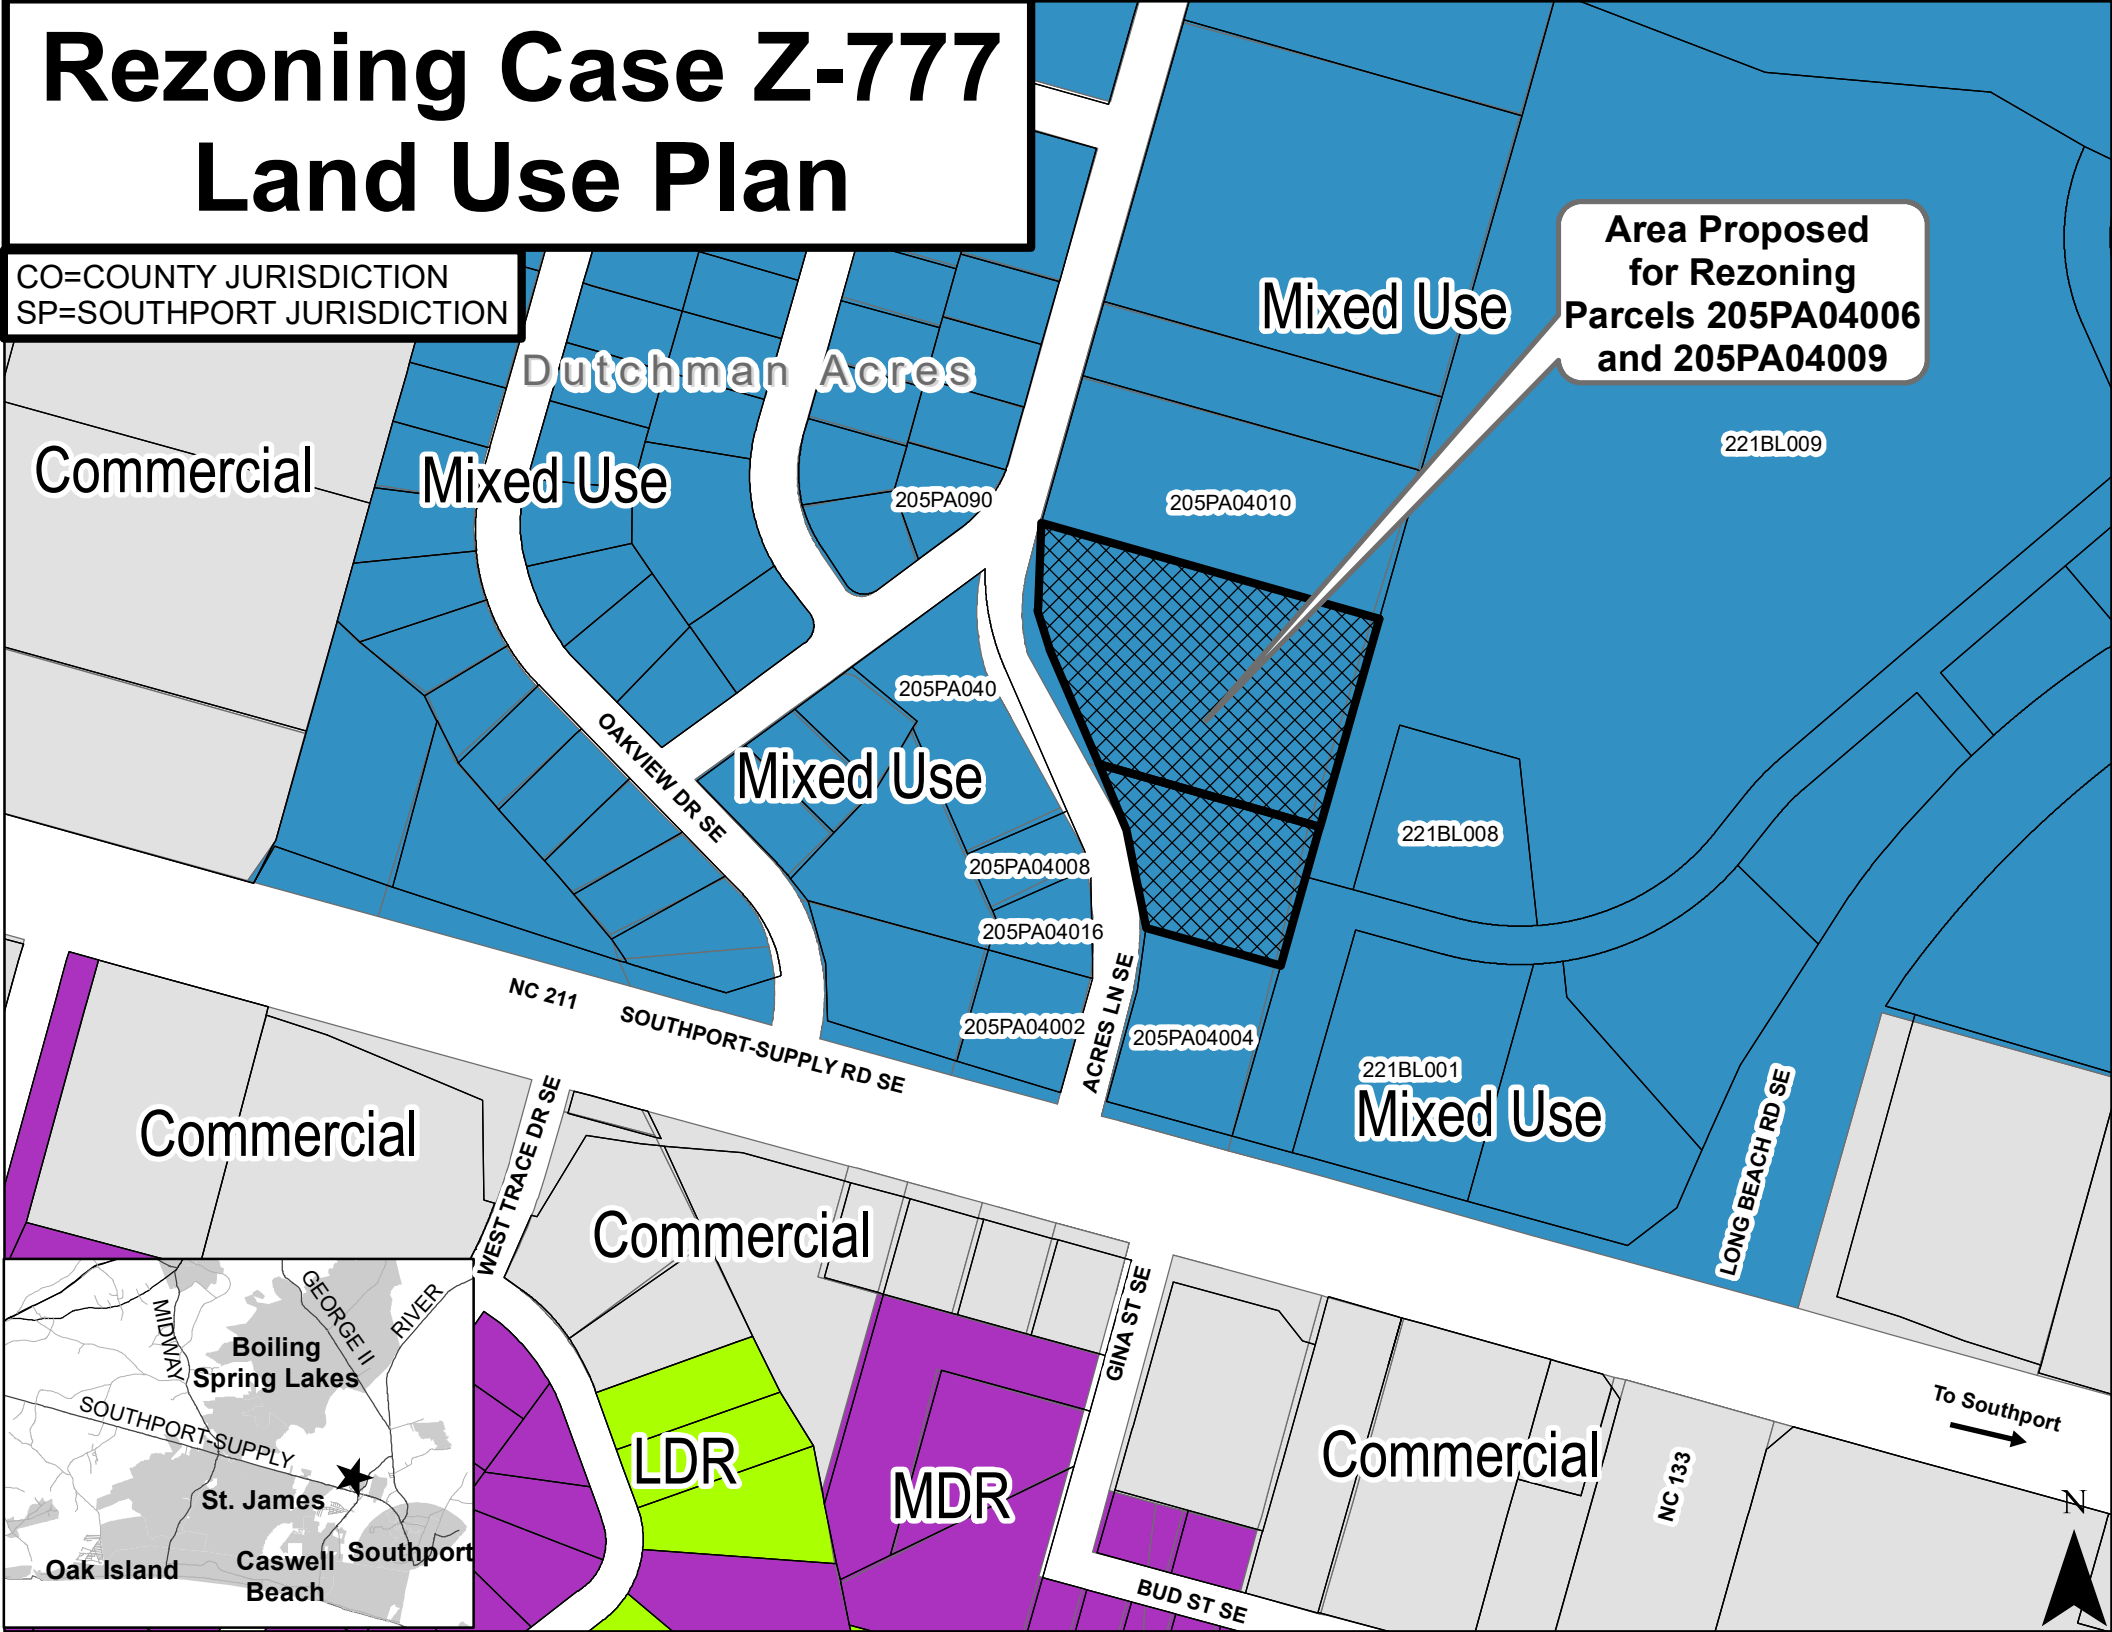 Rezoning Case Z-777
Land Use Plan
CO=COUNTY JURISDICTION
SP=SOUTHPORT JURISDICTION
Area Proposed
for Rezoning
Parcels 205PA04006
and 205PA04009
Mixed Use
Dutchman Acres
221BL009
Commercial
Mixed Use
205PA090
205PA04010
205PA040
OAKVIEW DR SE
Mixed Use
221BL008
205PA04008
205PA04016
NC 211
SOUTHPORT-SUPPLY RD SE
205PA04002
ACRES LN SE
205PA04004
221BL001
Mixed Use
LONG BEACH RD SE
Commercial
WEST TRACE DR SE
Commercial
GINA ST SE
To Southport
LDR
MDR
Commercial
NC 133
N
BUD ST SE
MIDWAY
GEORGE II
RIVER
Boiling
Spring Lakes
SOUTHPORT-SUPPLY
St. James
Oak Island
Caswell
Beach
Southport